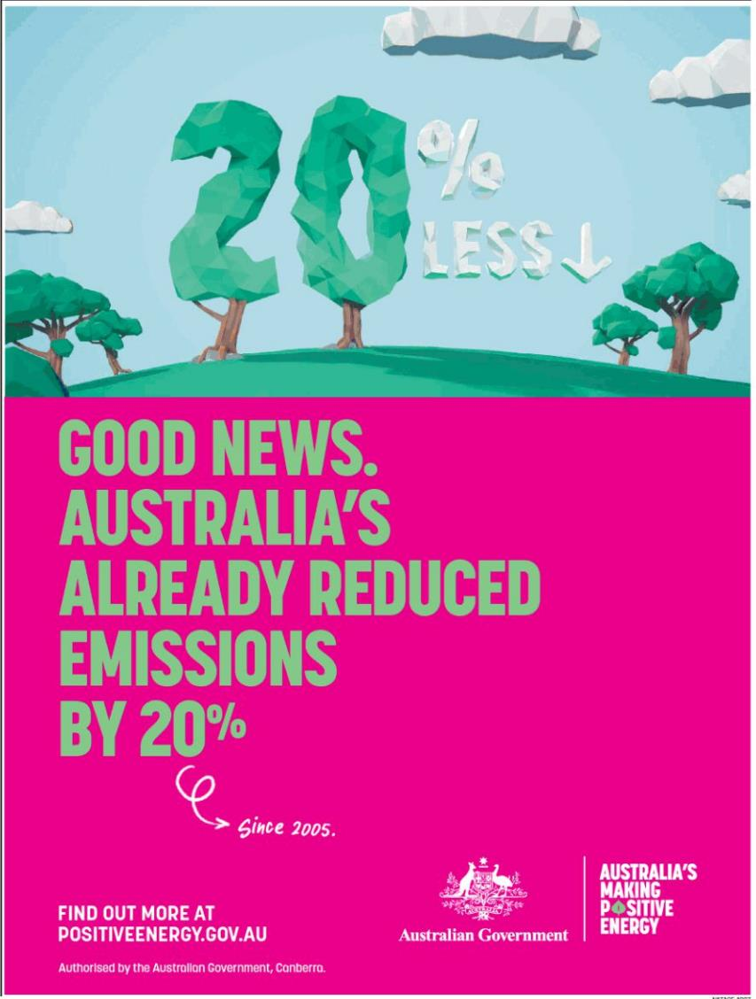 20%
LESS↓
GOOD NEWS.
AUSTRALIA'S
ALREADY REDUCED
EMISSIONS
BY 20%
Since 2005.
FIND OUT MORE AT
POSITIVEENERGY.GOV.AU
Authorised by the Australian Government, Canberra.
AUSTRALIA
Australian Government
AUSTRALIA'S
MAKING
POSITIVE
ENERGY